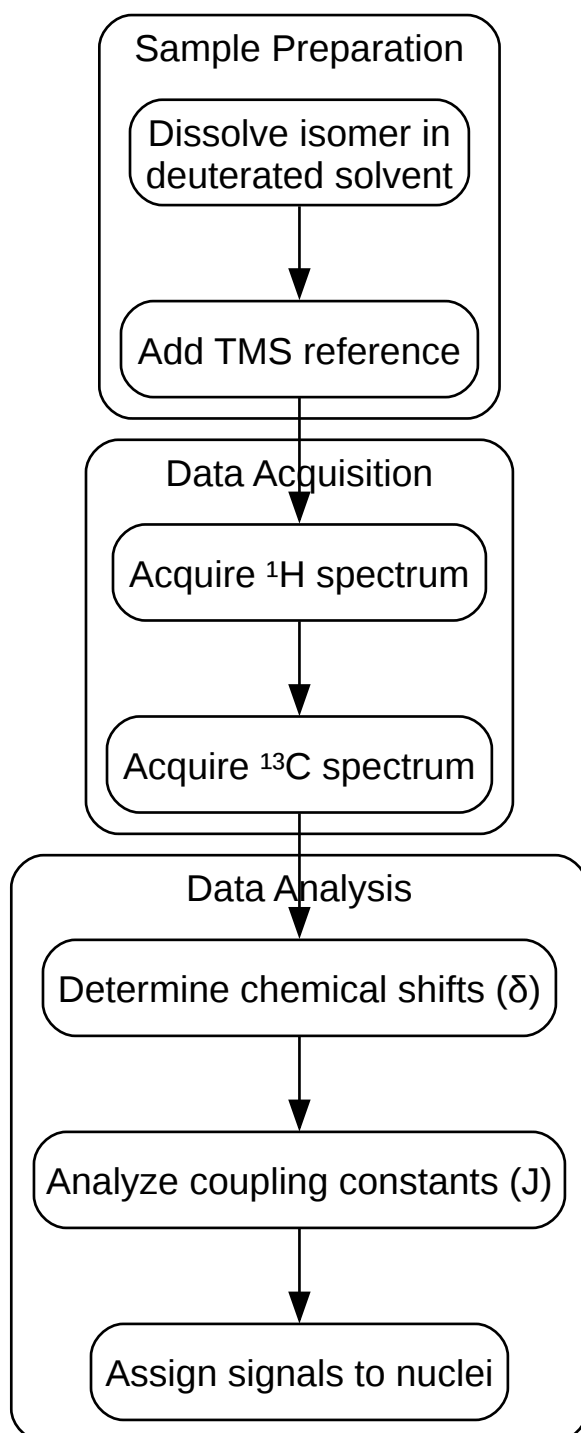 Sample Preparation
Dissolve isomer in
deuterated solvent
Add TMS reference
Data Acquisition
Acquire ¹H spectrum
Acquire ¹³C spectrum
Data Analysis
Determine chemical shifts (δ)
Analyze coupling constants (J)
Assign signals to nuclei